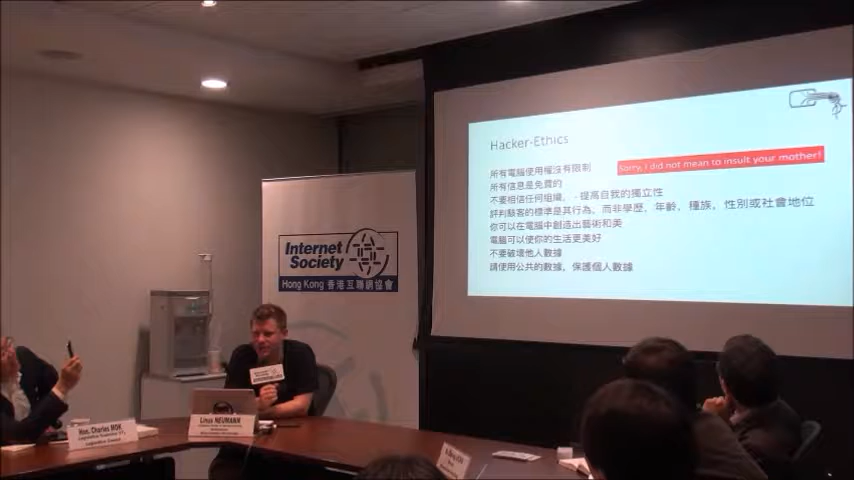 Hacker-Ethics
所有電腦使用權沒有限制
Sorry, I did not mean to insult your mother!
所有信息是免費的
不要相信任何組織，- 提高自我的獨立性
評判駭客的標準是其行為，而非學歷，年齡，種族，性別或社會地位
你可以在電腦中創造出藝術和美
電腦可以使你的生活更美好
不要破壞他人數據
請使用公共的數據，保護個人數據
Internet
Society
Hong Kong 香港互聯網協會
Hon. Charles MOK
Linus NEUMANN